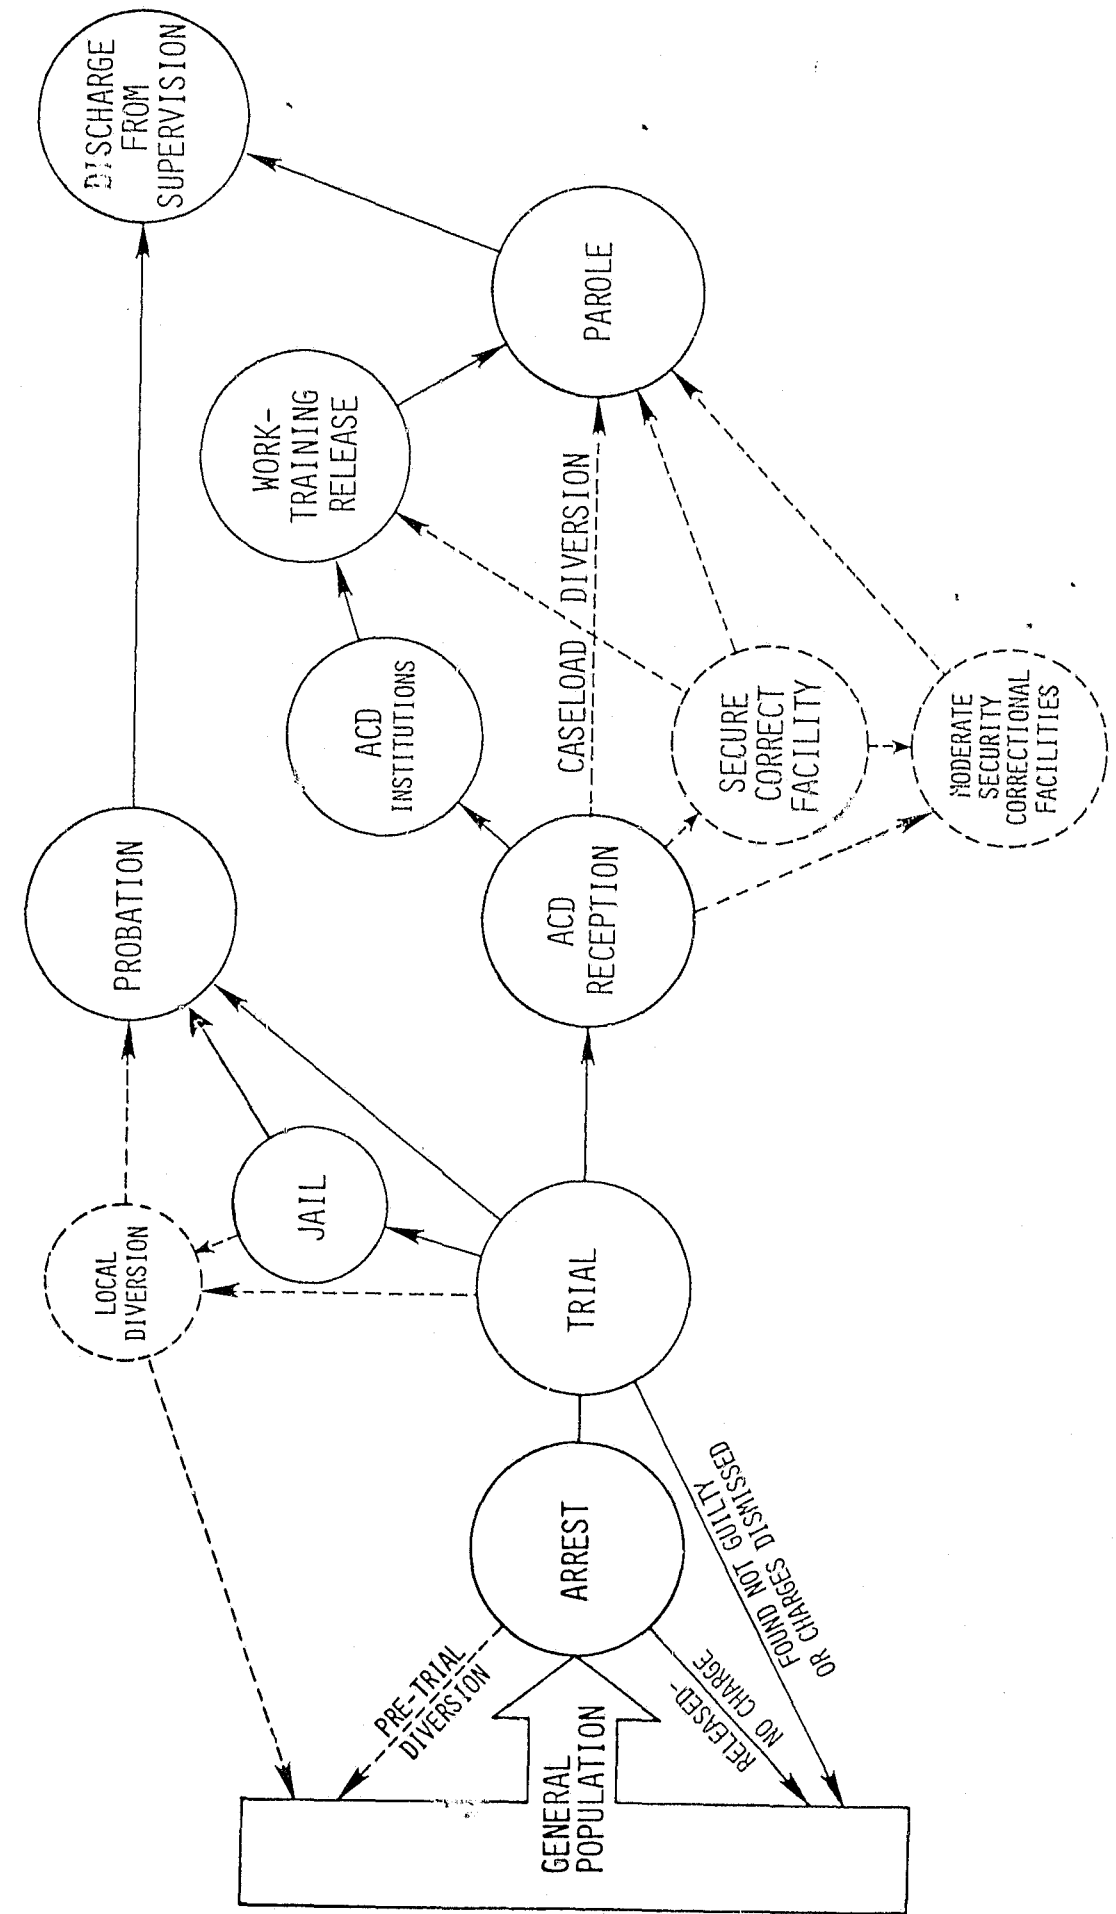 GENERAL
POPULATION
PRE-TRIAL
DIVERSION
RELEASED-
NO CHARGE
FOUND NOT GUILTY
OR CHARGES DISMISSED
ARREST
TRIAL
LOCAL
DIVERSION
JAIL
PROBATION
ACD
RECEPTION
ACD
INSTITUTIONS
CASELOAD DIVERSION
SECURE
CORRECT
FACILITY
MODERATE
SECURITY
CORRECTIONAL
FACILITIES
WORK-
TRAINING
RELEASE
PAROLE
DISCHARGE
FROM
SUPERVISION